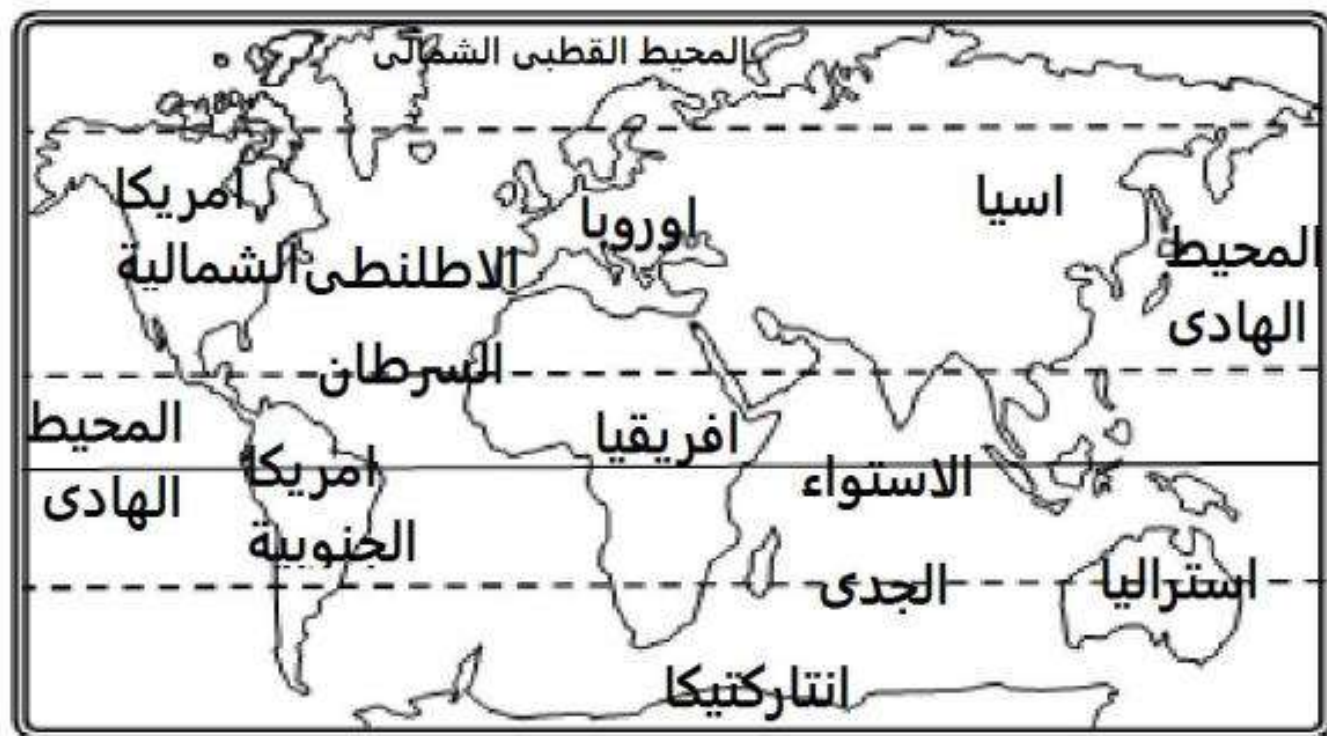 المحيط القطبى الشمالى
امريكا
الشمالية
الاطلنطى
اوروبا
اسيا
المحيط
الهادى
السرطان
المحيط
الهادى
امريكا
الجنوبية
افريقيا
الاستواء
الجدى
استراليا
انتاركتيكا